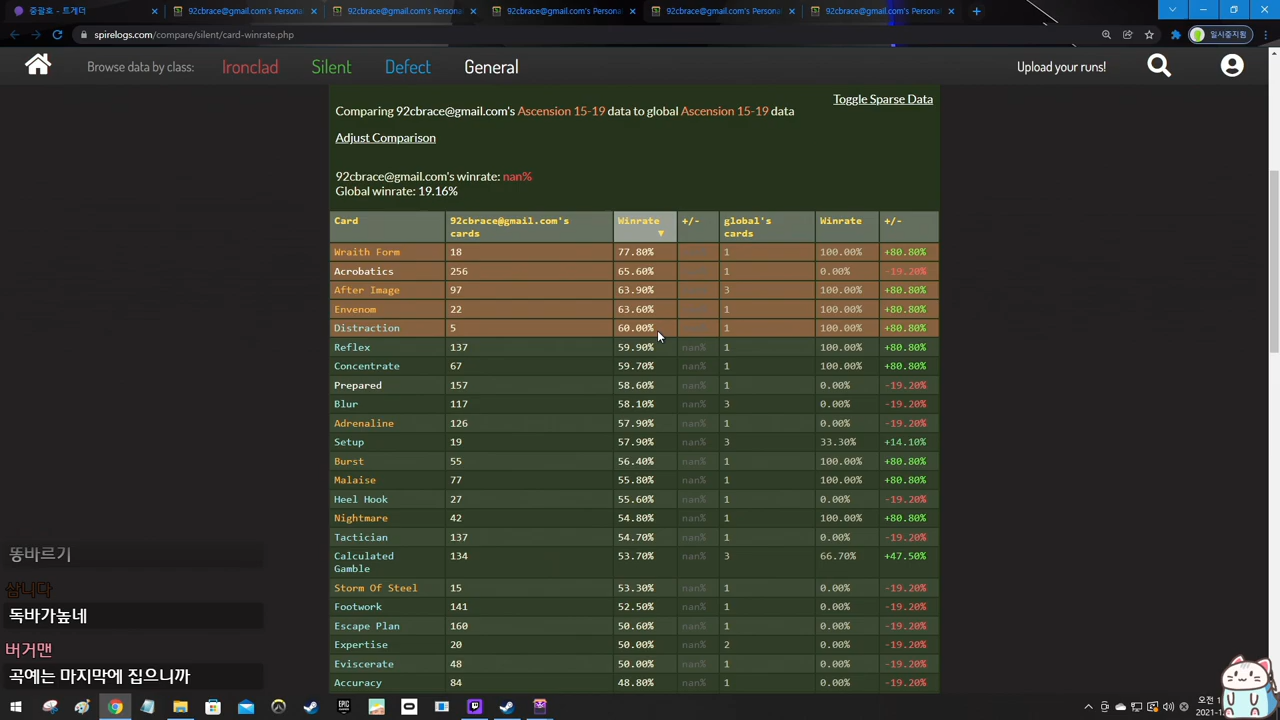 중괄호 - 트게더
92cbrace@gmail.com's Persona
92cbrace@gmail.com's Persona
92cbrace@gmail.com's Persona
92cbrace@gmail.com's Persona
92cbrace@gmail.com's Persona
spirelogs.com/compare/silent/card-winrate.php
일시중지됨
Browse data by class:
Ironclad
Silent
Defect
General
Upload your runs!
Toggle Sparse Data
Comparing 92cbrace@gmail.com's Ascension 15-19 data to global Ascension 15-19 data
Adjust Comparison
92cbrace@gmail.com's winrate: nan%
Global winrate: 19.16%
Card 92cbrace@gmail.com's cards Winrate ▼ +/- global's cards Winrate +/-
Wraith Form 18 77.80% 1 100.00% +80.80%
Acrobatics 256 65.60% 1 0.00% -19.20%
After Image 97 63.90% 3 100.00% +80.80%
Envenom 22 63.60% 1 100.00% +80.80%
Distraction 5 60.00% 1 100.00% +80.80%
Reflex 137 59.90% nan% 1 100.00% +80.80%
Concentrate 67 59.70% nan% 1 100.00% +80.80%
Prepared 157 58.60% nan% 1 0.00% -19.20%
Blur 117 58.10% nan% 3 0.00% -19.20%
Adrenaline 126 57.90% nan% 1 0.00% -19.20%
Setup 19 57.90% nan% 3 33.30% +14.10%
Burst 55 56.40% nan% 1 100.00% +80.80%
Malaise 77 55.80% nan% 1 100.00% +80.80%
Heel Hook 27 55.60% nan% 1 0.00% -19.20%
Nightmare 42 54.80% nan% 1 100.00% +80.80%
Tactician 137 54.70% nan% 1 0.00% -19.20%
Calculated Gamble 134 53.70% nan% 3 66.70% +47.50%
Storm Of Steel 15 53.30% nan% 1 0.00% -19.20%
Footwork 141 52.50% nan% 1 0.00% -19.20%
Escape Plan 160 50.60% nan% 1 0.00% -19.20%
Expertise 20 50.00% nan% 2 0.00% -19.20%
Eviscerate 48 50.00% nan% 1 0.00% -19.20%
Accuracy 84 48.80% nan% 1 0.00% -19.20%
똥바르기
삼니다
독바가높네
버거맨
곡예는 마지막에 집으니까
EPIC
오전 1
2021-1